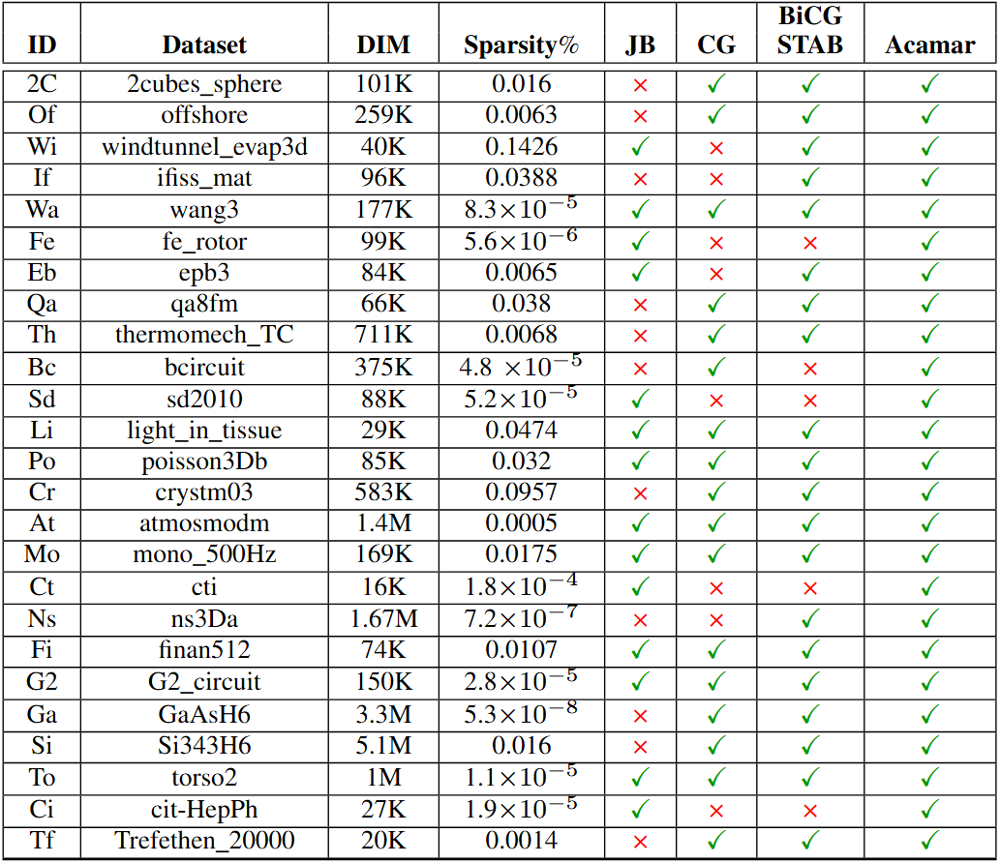 ID Dataset DIM Sparsity% JB CG BiCG STAB Acamar
2C 2cubes_sphere 101K 0.016 × ✓ ✓ ✓
Of offshore 259K 0.0063 × ✓ ✓ ✓
Wi windtunnel_evap3d 40K 0.1426 ✓ × ✓ ✓
If ifiss_mat 96K 0.0388 × × ✓ ✓
Wa wang3 177K 8.3×10⁻⁵ ✓ ✓ ✓ ✓
Fe fe_rotor 99K 5.6×10⁻⁶ ✓ × × ✓
Eb epb3 84K 0.0065 ✓ × ✓ ✓
Qa qa8fm 66K 0.038 × ✓ ✓ ✓
Th thermomech_TC 711K 0.0068 × ✓ ✓ ✓
Bc bcircuit 375K 4.8 ×10⁻⁵ × ✓ × ✓
Sd sd2010 88K 5.2×10⁻⁵ ✓ × × ✓
Li light_in_tissue 29K 0.0474 ✓ ✓ ✓ ✓
Po poisson3Db 85K 0.032 ✓ ✓ ✓ ✓
Cr crystm03 583K 0.0957 × ✓ ✓ ✓
At atmosmodm 1.4M 0.0005 ✓ ✓ ✓ ✓
Mo mono_500Hz 169K 0.0175 ✓ ✓ ✓ ✓
Ct cti 16K 1.8×10⁻⁴ ✓ × × ✓
Ns ns3Da 1.67M 7.2×10⁻⁷ × × ✓ ✓
Fi finan512 74K 0.0107 ✓ ✓ ✓ ✓
G2 G2_circuit 150K 2.8×10⁻⁵ ✓ ✓ ✓ ✓
Ga GaAsH6 3.3M 5.3×10⁻⁸ × ✓ ✓ ✓
Si Si343H6 5.1M 0.016 × ✓ ✓ ✓
To torso2 1M 1.1×10⁻⁵ ✓ ✓ ✓ ✓
Ci cit-HepPh 27K 1.9×10⁻⁵ ✓ × × ✓
Tf Trefethen_20000 20K 0.0014 × ✓ ✓ ✓